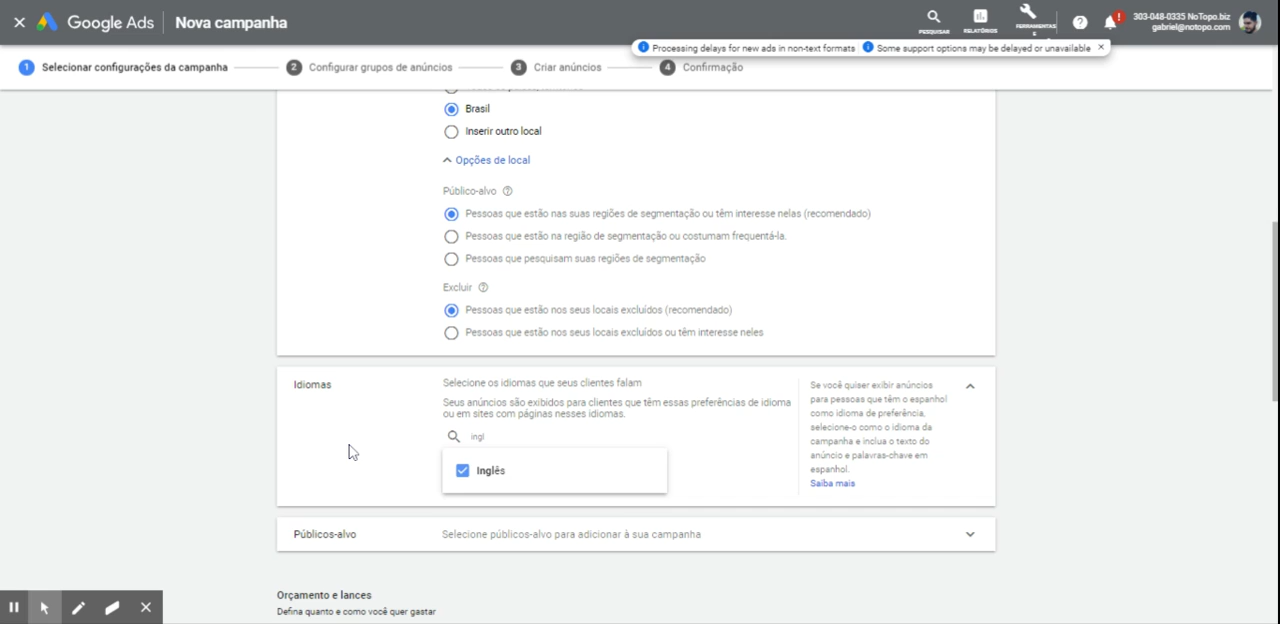 Google Ads
Nova campanha
PESQUISAR
RELATÓRIOS
FERRAMENTAS
E
303-048-0335 NoTopo.biz
gabriel@notopo.com
Processing delays for new ads in non-text formats
Some support options may be delayed or unavailable
1 Selecionar configurações da campanha
2 Configurar grupos de anúncios
3 Criar anúncios
4 Confirmação
Brasil
Inserir outro local
Opções de local
Público-alvo
Pessoas que estão nas suas regiões de segmentação ou têm interesse nelas (recomendado)
Pessoas que estão na região de segmentação ou costumam frequentá-la.
Pessoas que pesquisam suas regiões de segmentação
Excluir
Pessoas que estão nos seus locais excluídos (recomendado)
Pessoas que estão nos seus locais excluídos ou têm interesse neles
Idiomas
Selecione os idiomas que seus clientes falam
Seus anúncios são exibidos para clientes que têm essas preferências de idioma
ou em sites com páginas nesses idiomas.
ingl
Inglês
Se você quiser exibir anúncios
para pessoas que têm o espanhol
como idioma de preferência,
selecione-o como o idioma da
campanha e inclua o texto do
anúncio e palavras-chave em
espanhol.
Saiba mais
Públicos-alvo
Selecione públicos-alvo para adicionar à sua campanha
Orçamento e lances
Defina quanto e como você quer gastar